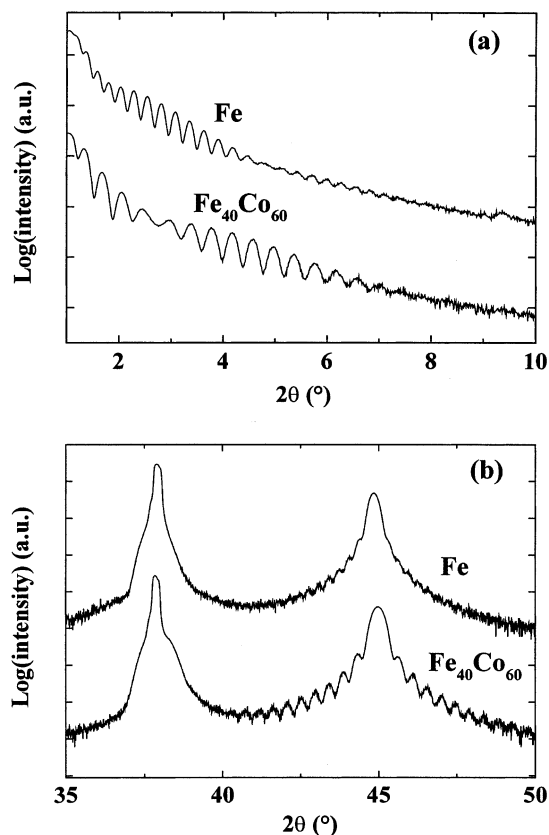 (a)
Log(intensity) (a.u.)
Fe
Fe₄₀Co₆₀
2 4 6 8 10
2θ (°)
(b)
Log(intensity) (a.u.)
Fe
Fe₄₀Co₆₀
35 40 45 50
2θ (°)